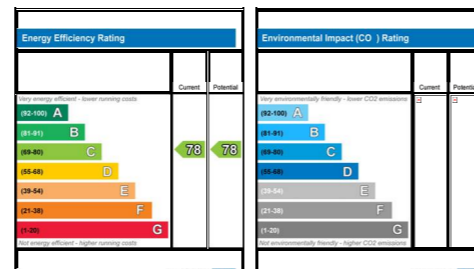 Energy Efficiency Rating
Current Potential
Very energy efficient - lower running costs
(92-100) A
(81-91) B
(69-80) C
(55-68) D
(39-54) E
(21-38) F
(1-20) G
78 78
Not energy efficient - higher running costs
Environmental Impact (CO ) Rating
Current Potential
Very environmentally friendly - lower CO2 emissions
(92-100) A
(81-91) B
(69-80) C
(55-68) D
(39-54) E
(21-38) F
(1-20) G
Not environmentally friendly - higher CO2 emissions